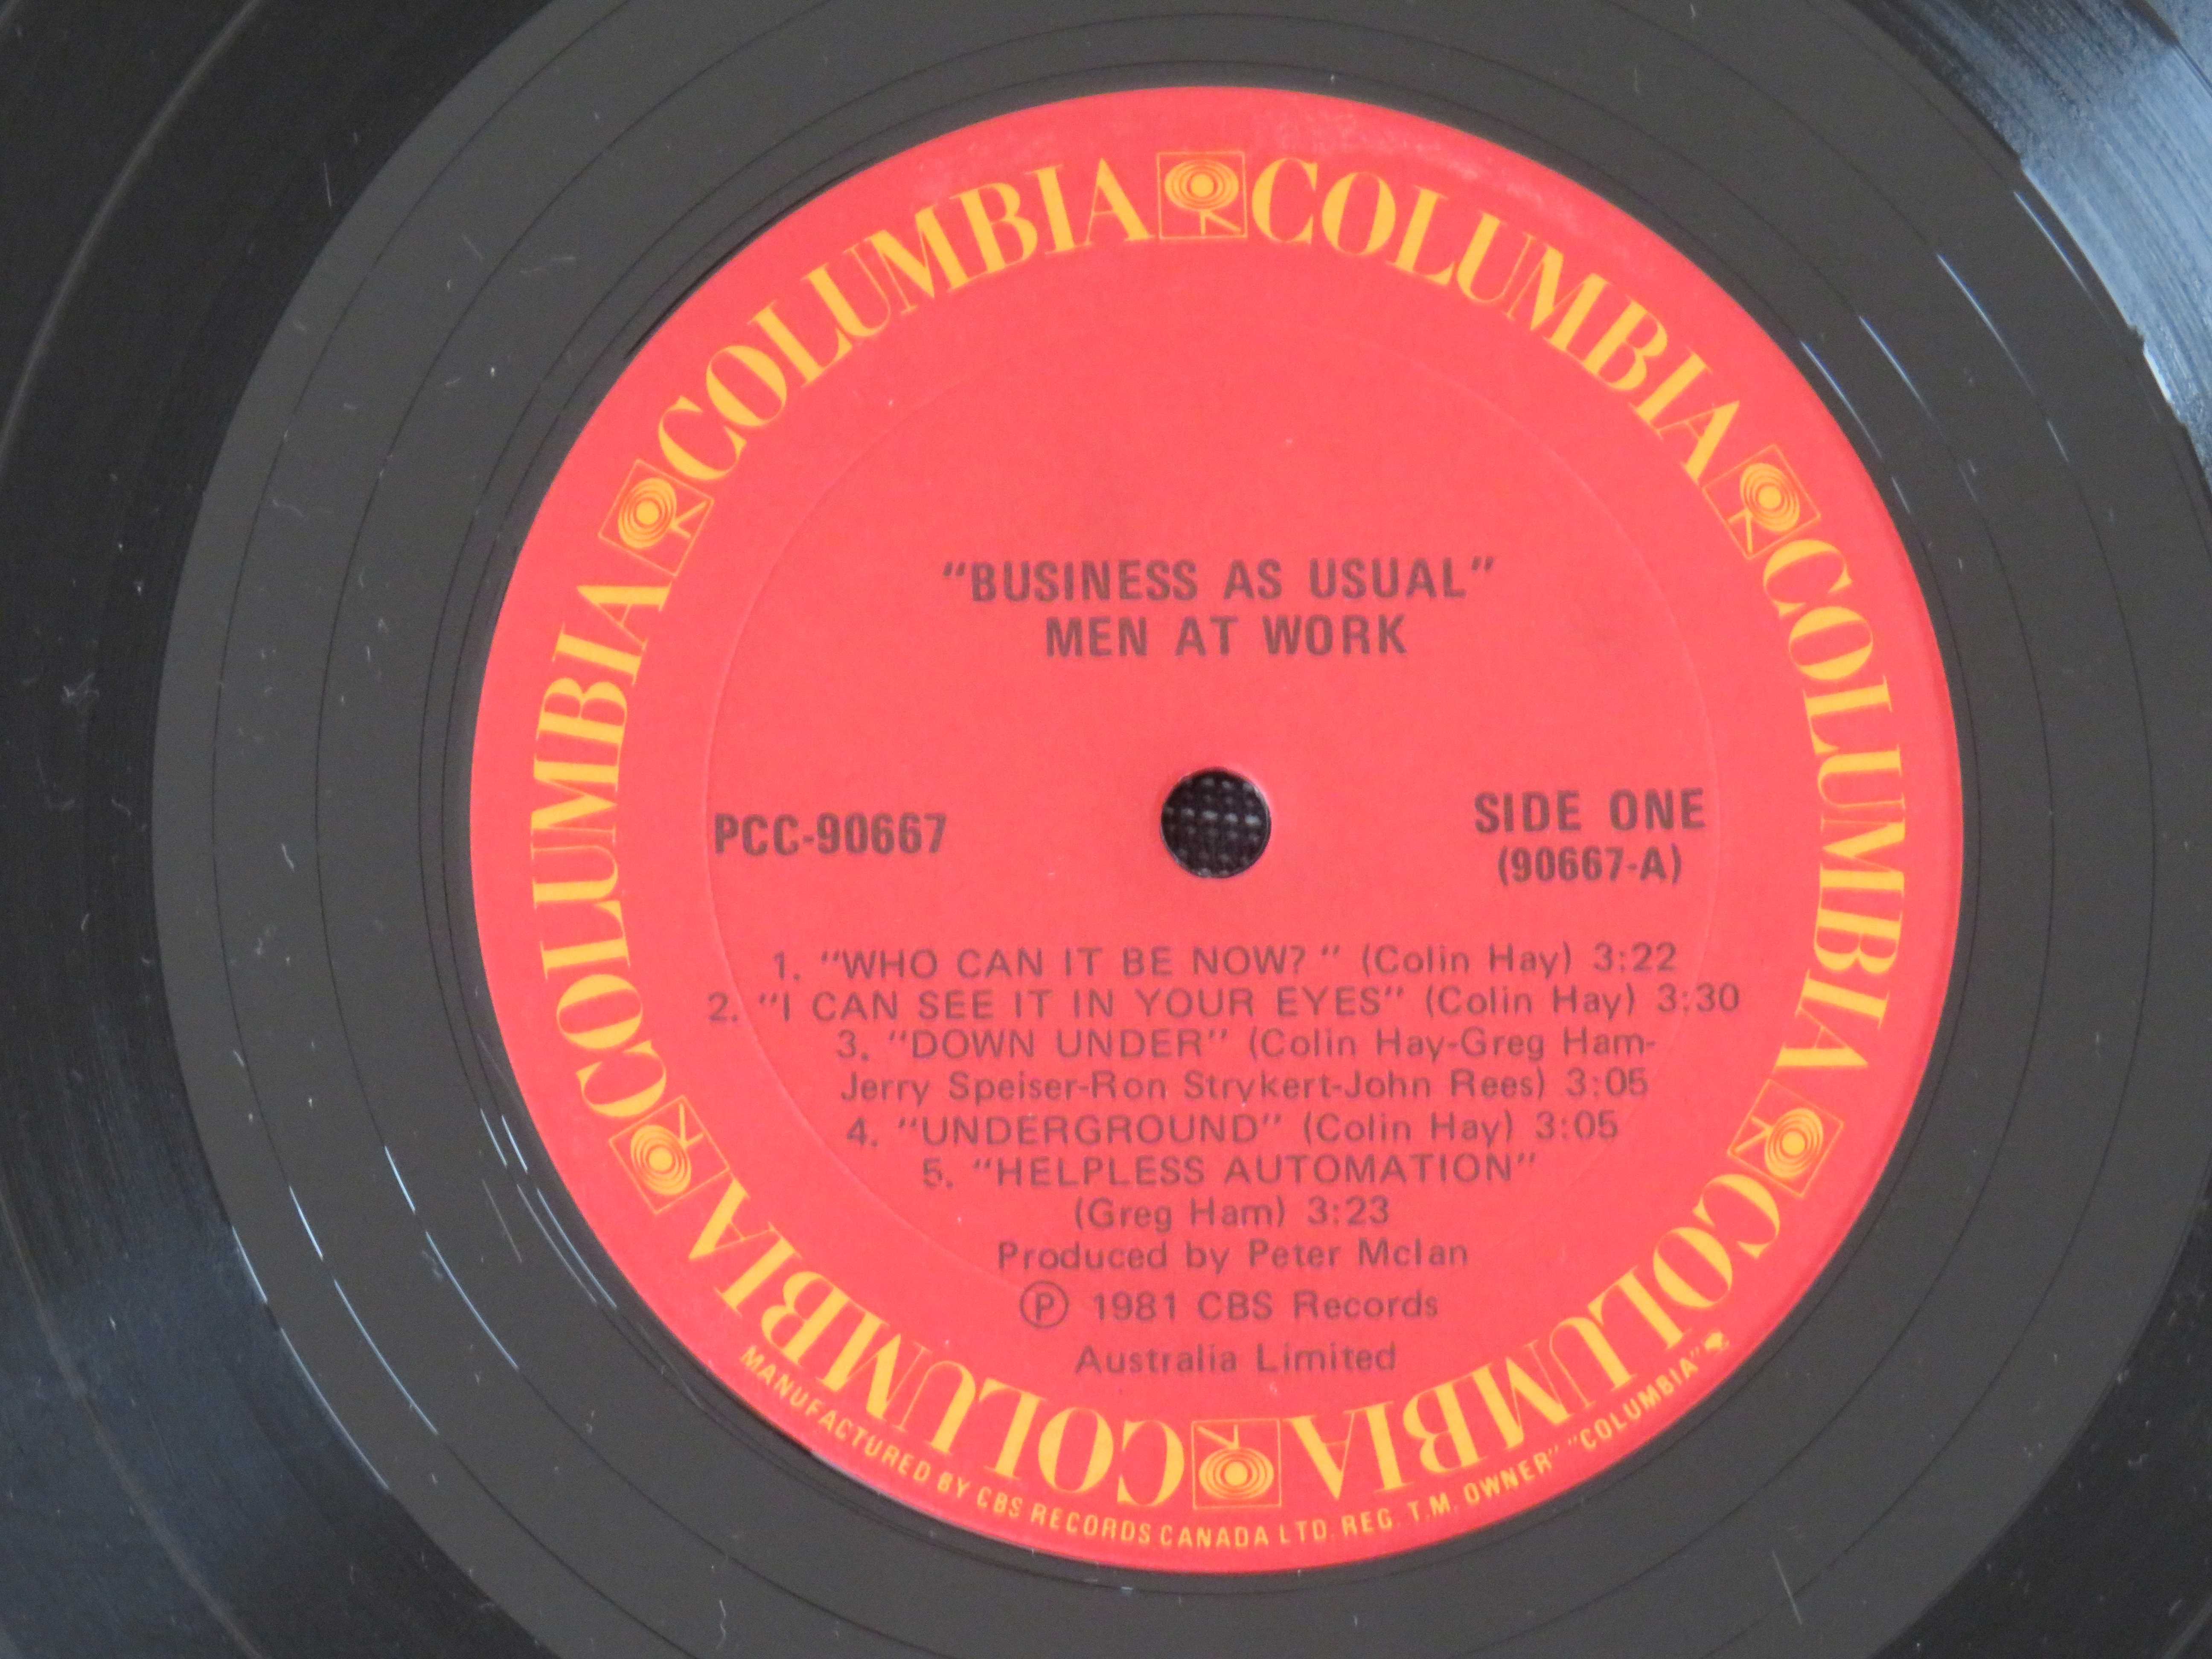 COLUMBIA COLUMBIA COLUMBIA COLUMBIA COLUMBIA COLUMBIA
"BUSINESS AS USUAL"
MEN AT WORK
PCC-90667
SIDE ONE
(90667-A)
1. "WHO CAN IT BE NOW? " (Colin Hay) 3:22
2. "I CAN SEE IT IN YOUR EYES" (Colin Hay) 3:30
3. "DOWN UNDER" (Colin Hay-Greg Ham-
Jerry Speiser-Ron Strykert-John Rees) 3:05
4. "UNDERGROUND" (Colin Hay) 3:05
5. "HELPLESS AUTOMATION"
(Greg Ham) 3:23
Produced by Peter McIan
Ⓟ 1981 CBS Records
Australia Limited
MANUFACTURED BY CBS RECORDS CANADA LTD. REG. T.M. OWNER" "COLUMBIA"